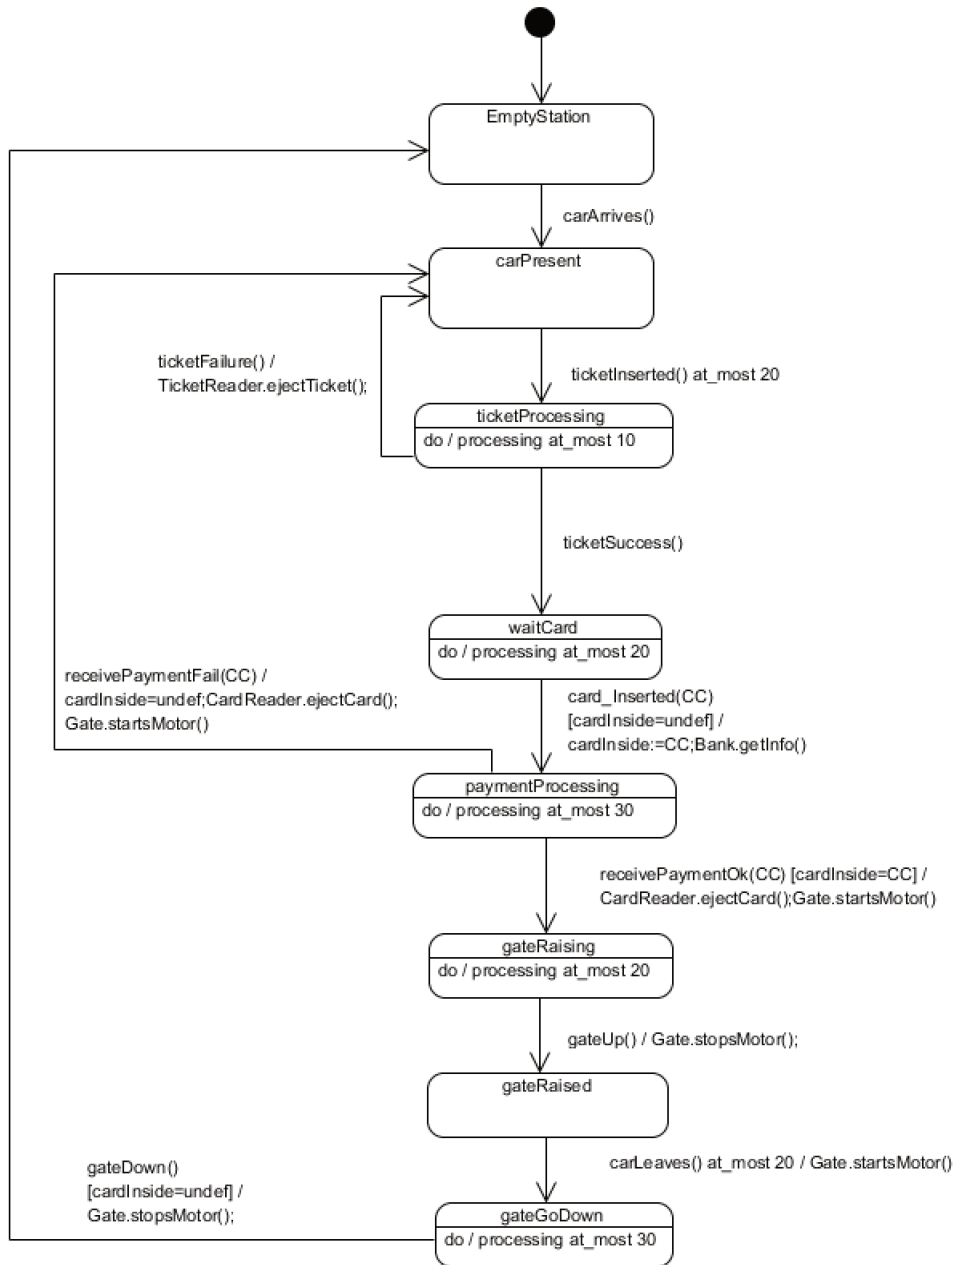 EmptyStation
carArrives()
carPresent
ticketFailure() /
TicketReader.ejectTicket();
ticketInserted() at_most 20
ticketProcessing
do / processing at_most 10
ticketSuccess()
waitCard
do / processing at_most 20
receivePaymentFail(CC) /
cardInside=undef;CardReader.ejectCard();
Gate.startsMotor()
card_Inserted(CC)
[cardInside=undef] /
cardInside:=CC;Bank.getInfo()
paymentProcessing
do / processing at_most 30
receivePaymentOk(CC) [cardInside=CC] /
CardReader.ejectCard();Gate.startsMotor()
gateRaising
do / processing at_most 20
gateUp() / Gate.stopsMotor();
gateRaised
carLeaves() at_most 20 / Gate.startsMotor()
gateDown()
[cardInside=undef] /
Gate.stopsMotor();
gateGoDown
do / processing at_most 30